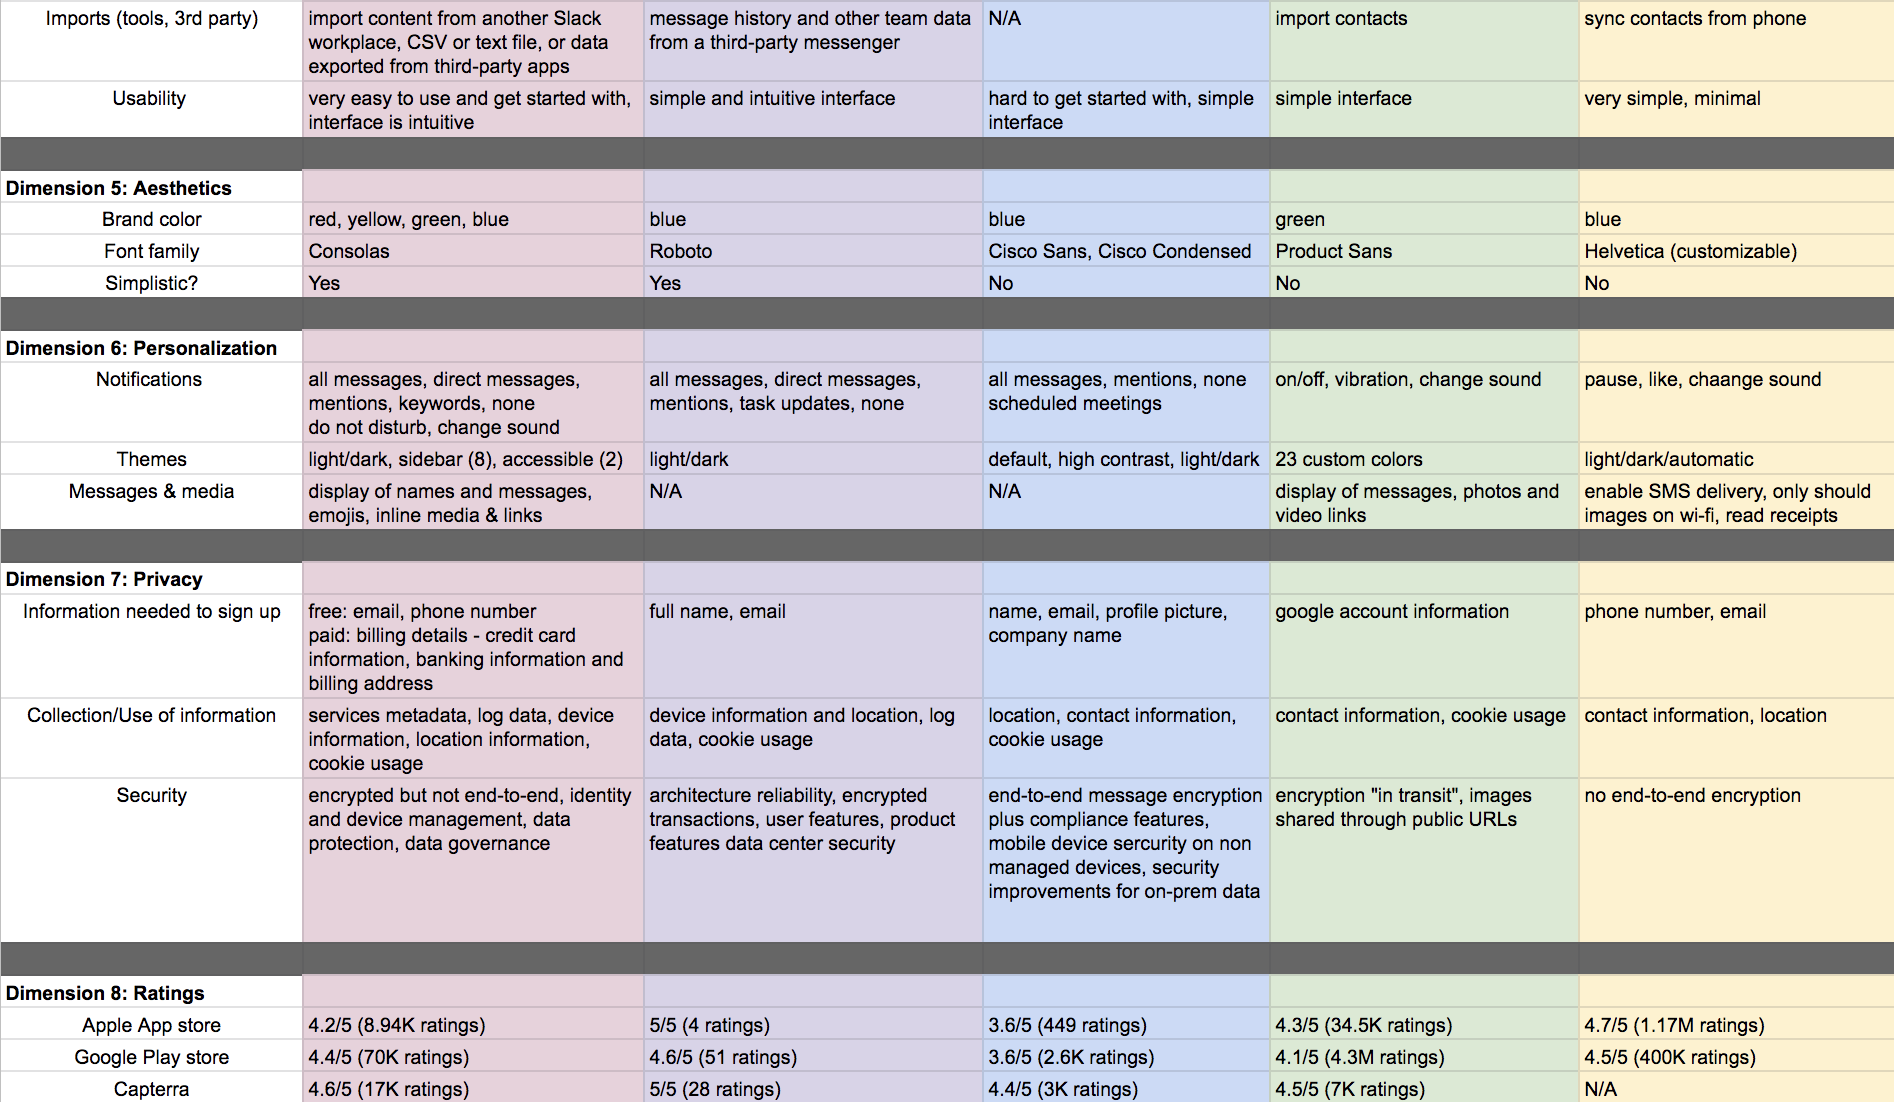 Imports (tools, 3rd party)
import content from another Slack
workplace, CSV or text file, or data
exported from third-party apps
message history and other team data
from a third-party messenger
N/A
import contacts
sync contacts from phone
Usability
very easy to use and get started with,
interface is intuitive
simple and intuitive interface
hard to get started with, simple
interface
simple interface
very simple, minimal
Dimension 5: Aesthetics
Brand color
red, yellow, green, blue
blue
blue
green
blue
Font family
Consolas
Roboto
Cisco Sans, Cisco Condensed
Product Sans
Helvetica (customizable)
Simplistic?
Yes
Yes
No
No
No
Dimension 6: Personalization
Notifications
all messages, direct messages,
mentions, keywords, none
do not disturb, change sound
all messages, direct messages,
mentions, task updates, none
all messages, mentions, none
scheduled meetings
on/off, vibration, change sound
pause, like, chaange sound
Themes
light/dark, sidebar (8), accessible (2)
light/dark
default, high contrast, light/dark
23 custom colors
light/dark/automatic
Messages & media
display of names and messages,
emojis, inline media & links
N/A
N/A
display of messages, photos and
video links
enable SMS delivery, only should
images on wi-fi, read receipts
Dimension 7: Privacy
Information needed to sign up
free: email, phone number
paid: billing details - credit card
information, banking information and
billing address
full name, email
name, email, profile picture,
company name
google account information
phone number, email
Collection/Use of information
services metadata, log data, device
information, location information,
cookie usage
device information and location, log
data, cookie usage
location, contact information,
cookie usage
contact information, cookie usage
contact information, location
Security
encrypted but not end-to-end, identity
and device management, data
protection, data governance
architecture reliability, encrypted
transactions, user features, product
features data center security
end-to-end message encryption
plus compliance features,
mobile device sercurity on non
managed devices, security
improvements for on-prem data
encryption "in transit", images
shared through public URLs
no end-to-end encryption
Dimension 8: Ratings
Apple App store
4.2/5 (8.94K ratings)
5/5 (4 ratings)
3.6/5 (449 ratings)
4.3/5 (34.5K ratings)
4.7/5 (1.17M ratings)
Google Play store
4.4/5 (70K ratings)
4.6/5 (51 ratings)
3.6/5 (2.6K ratings)
4.1/5 (4.3M ratings)
4.5/5 (400K ratings)
Capterra
4.6/5 (17K ratings)
5/5 (28 ratings)
4.4/5 (3K ratings)
4.5/5 (7K ratings)
N/A